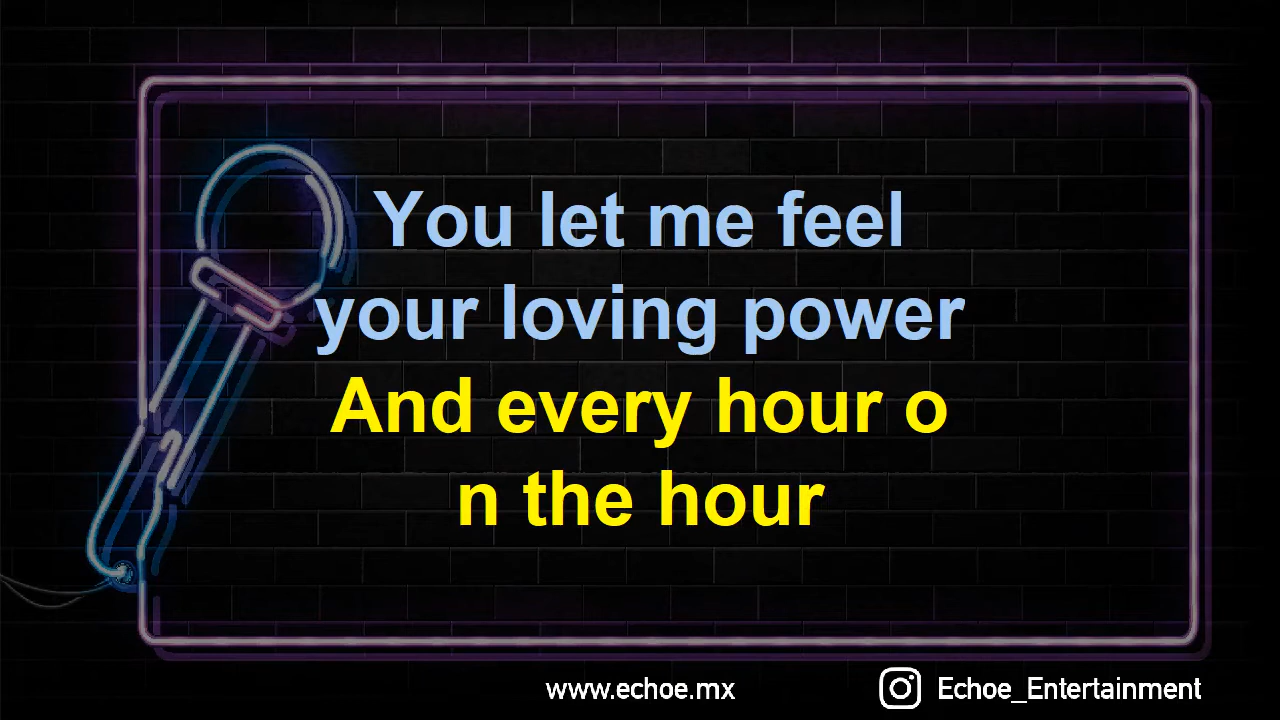 You let me feel
your loving power
And every hour o
n the hour
www.echoe.mx
Echoe_Entertainment